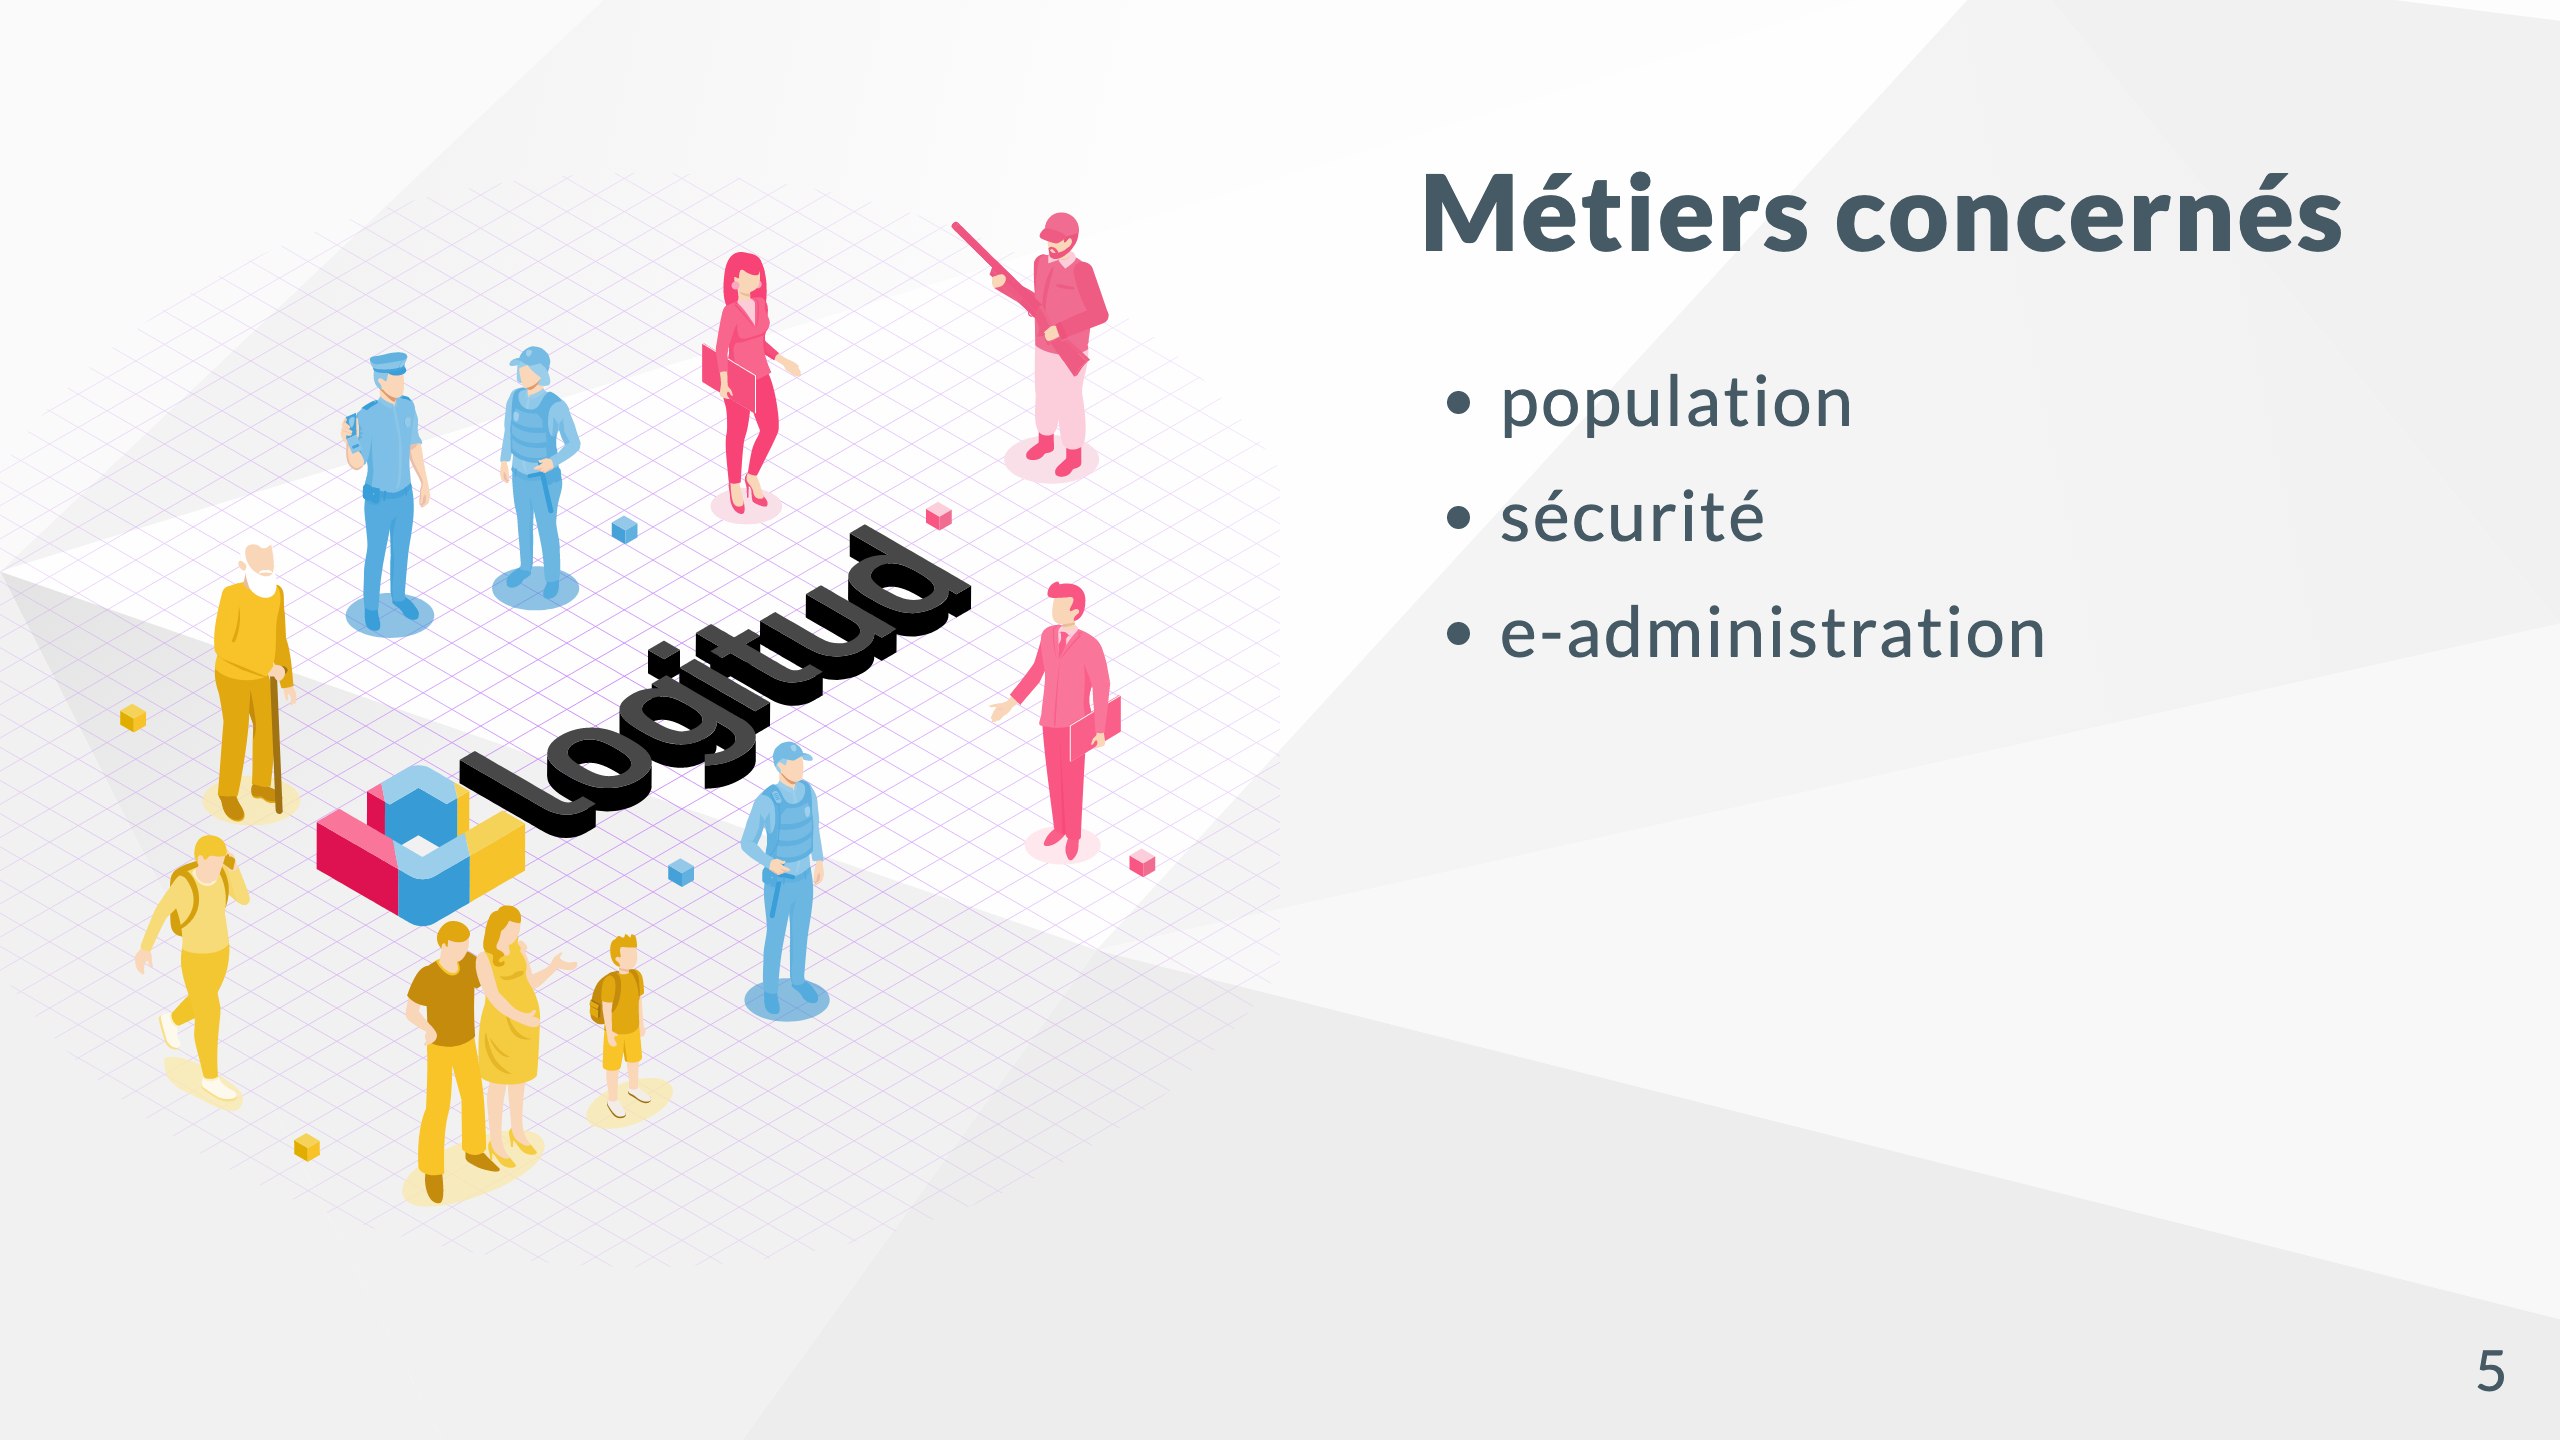 Métiers concernés
population
sécurité
e-administration
logitud
5